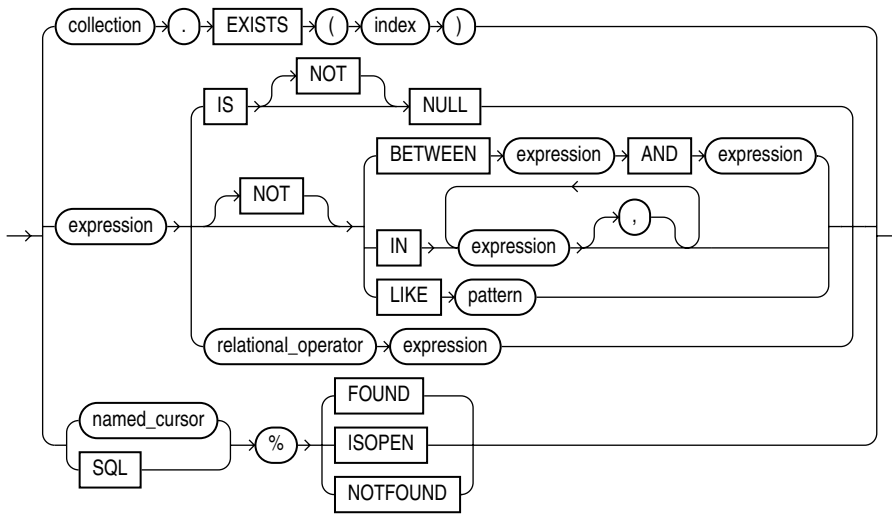 collection . EXISTS ( index )
NOT
IS NULL
BETWEEN expression AND expression
NOT
,
expression
IN expression
LIKE pattern
relational_operator expression
FOUND
named_cursor
% ISOPEN
SQL
NOTFOUND